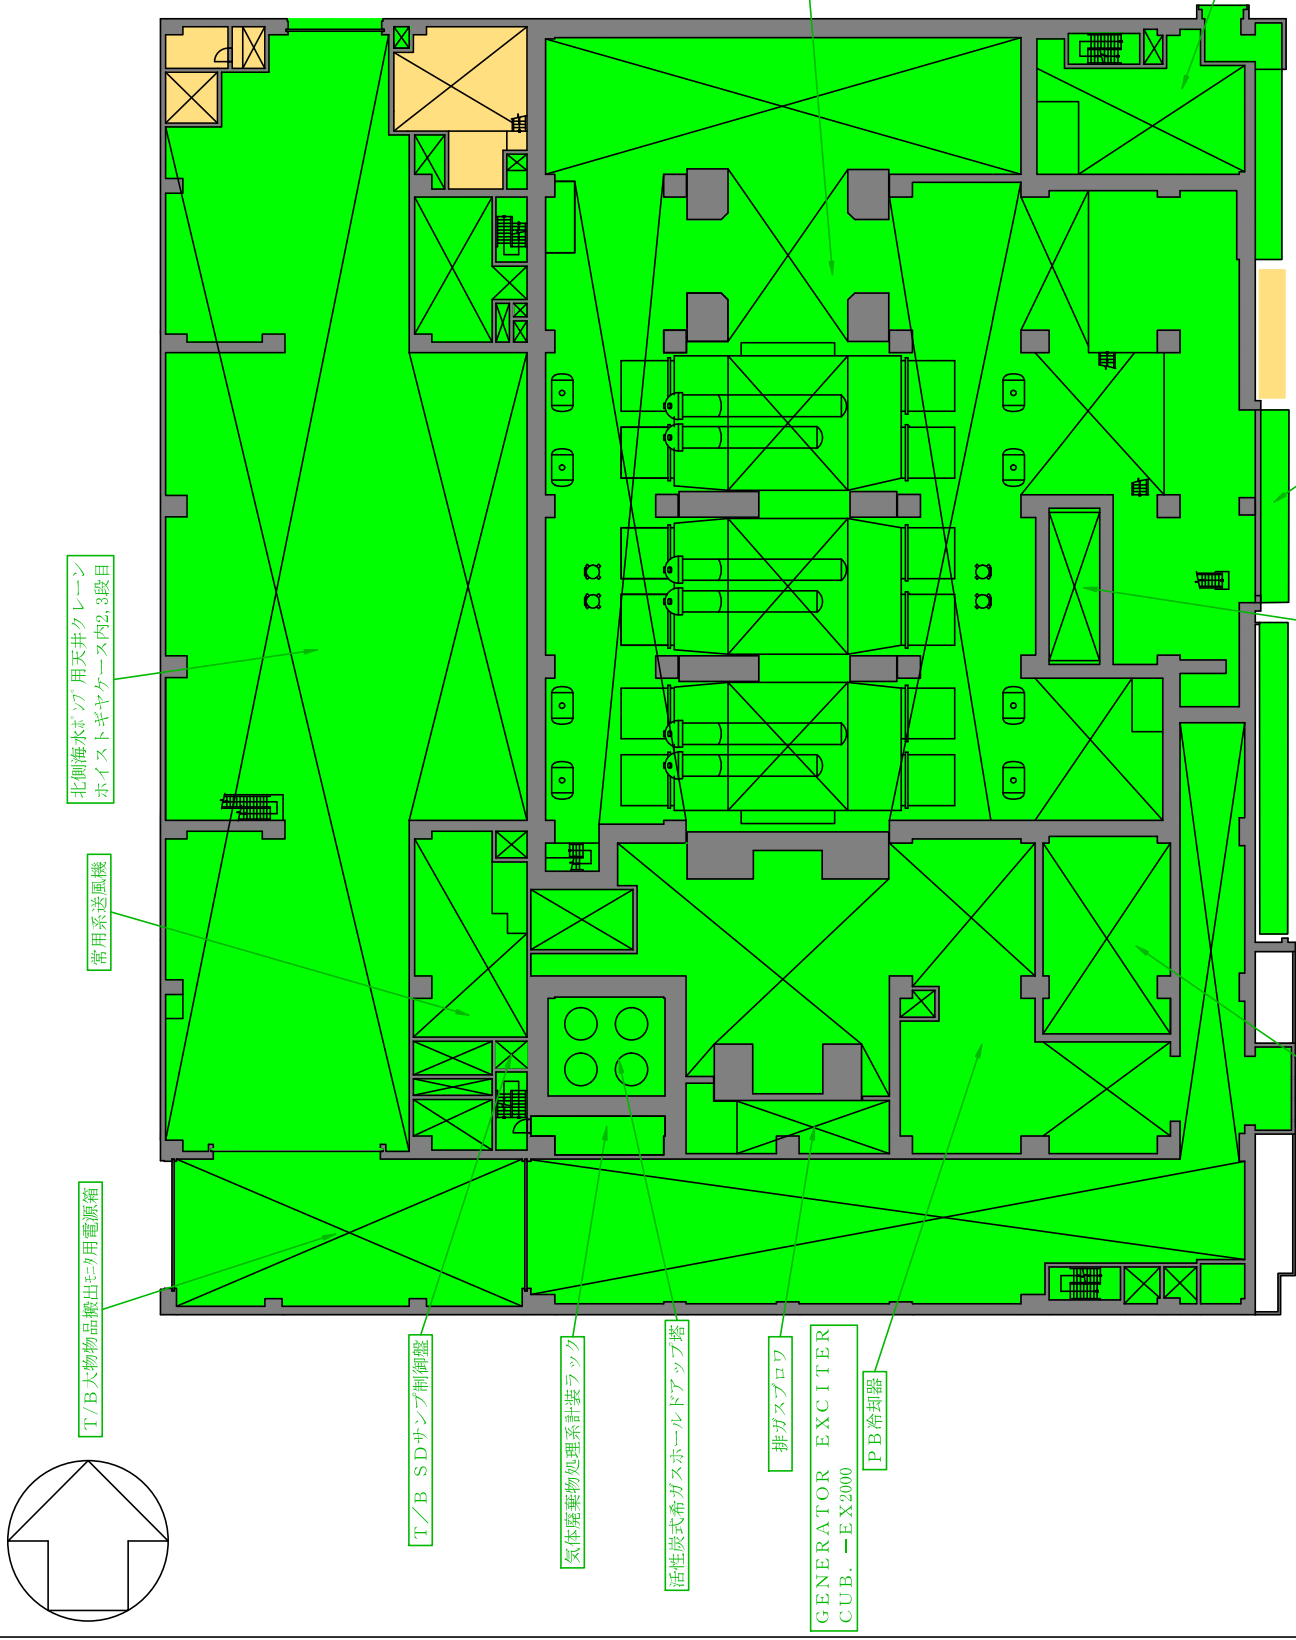 北側海水ポンプ用天井クレーン
ホイストギヤケース内2,3段目
常用系送風機
T/B大物物品搬出モニタ用電源箱
T/B SDサンプ制御盤
気体廃棄物処理系計装ラック
活性炭式希ガスホールドアップ塔
排ガスブロワ
GENERATOR EXCITER
CUB. －EX2000
PB冷却器